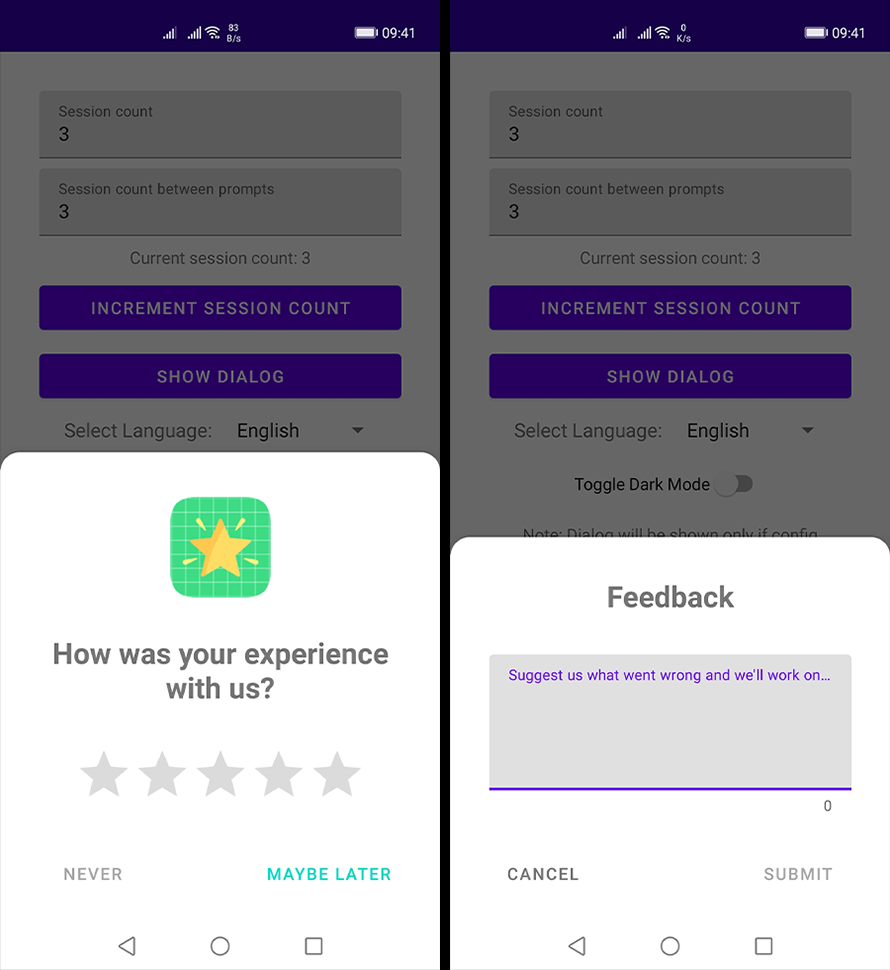 83
B/s
09:41
Session count
3
Session count between prompts
3
Current session count: 3
INCREMENT SESSION COUNT
SHOW DIALOG
Select Language: English
How was your experience
with us?
NEVER
MAYBE LATER
0
K/s
09:41
Session count
3
Session count between prompts
3
Current session count: 3
INCREMENT SESSION COUNT
SHOW DIALOG
Select Language: English
Toggle Dark Mode
Note: Dialog will be shown only if config
Feedback
Suggest us what went wrong and we'll work on...
0
CANCEL
SUBMIT